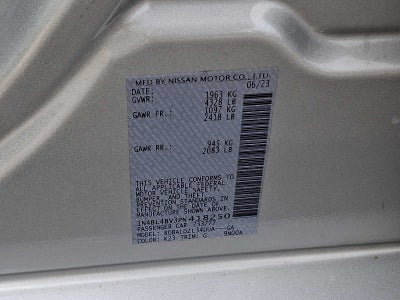 MFD BY NISSAN MOTOR CO., LTD.
DATE: 06/23
GVWR: 1963 KG
4328 LB
GAWR FR.: 1097 KG
2418 LB
GAWR RR.: 945 KG
2083 LB
THIS VEHICLE CONFORMS TO
ALL APPLICABLE FEDERAL
MOTOR VEHICLE SAFETY,
BUMPER, AND THEFT
PREVENTION STANDARDS
IN EFFECT ON THE DATE OF
MANUFACTURE SHOWN ABOVE.
1N4BL4BV3PN418250
PASSENGER CAR
MODEL:
COLOR: K23 TRIM: G